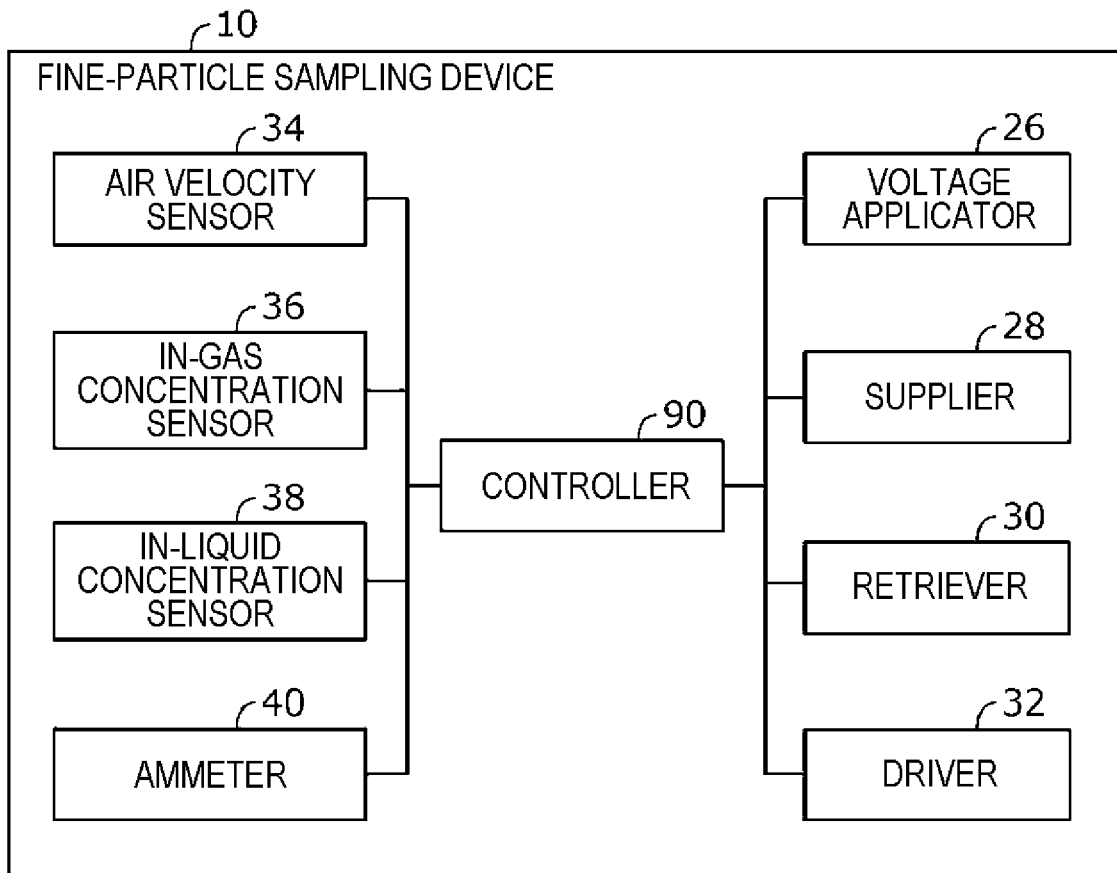 10
FINE-PARTICLE SAMPLING DEVICE
34
AIR VELOCITY
SENSOR
36
IN-GAS
CONCENTRATION
SENSOR
38
IN-LIQUID
CONCENTRATION
SENSOR
40
AMMETER
90
CONTROLLER
26
VOLTAGE
APPLICATOR
28
SUPPLIER
30
RETRIEVER
32
DRIVER